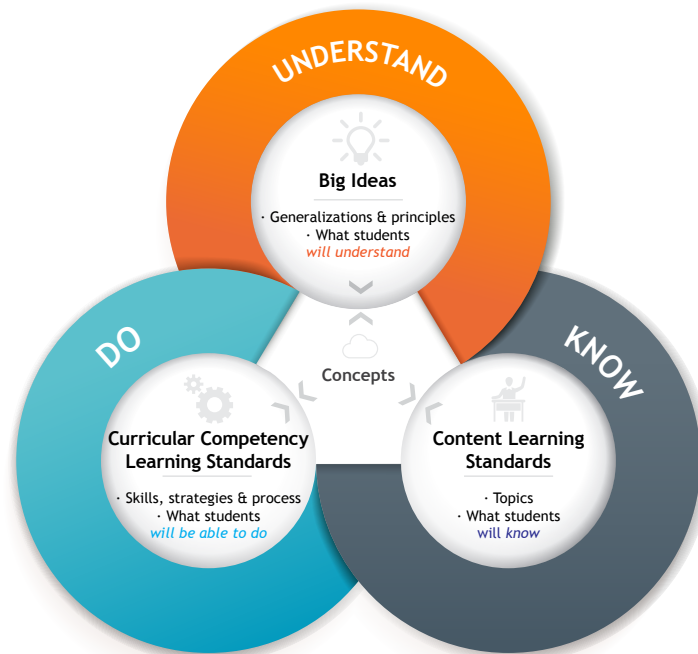 UNDERSTAND
Big Ideas
· Generalizations & principles
· What students
will understand
DO
KNOW
Concepts
Curricular Competency
Learning Standards
· Skills, strategies & process
· What students
will be able to do
Content Learning
Standards
· Topics
· What students
will know